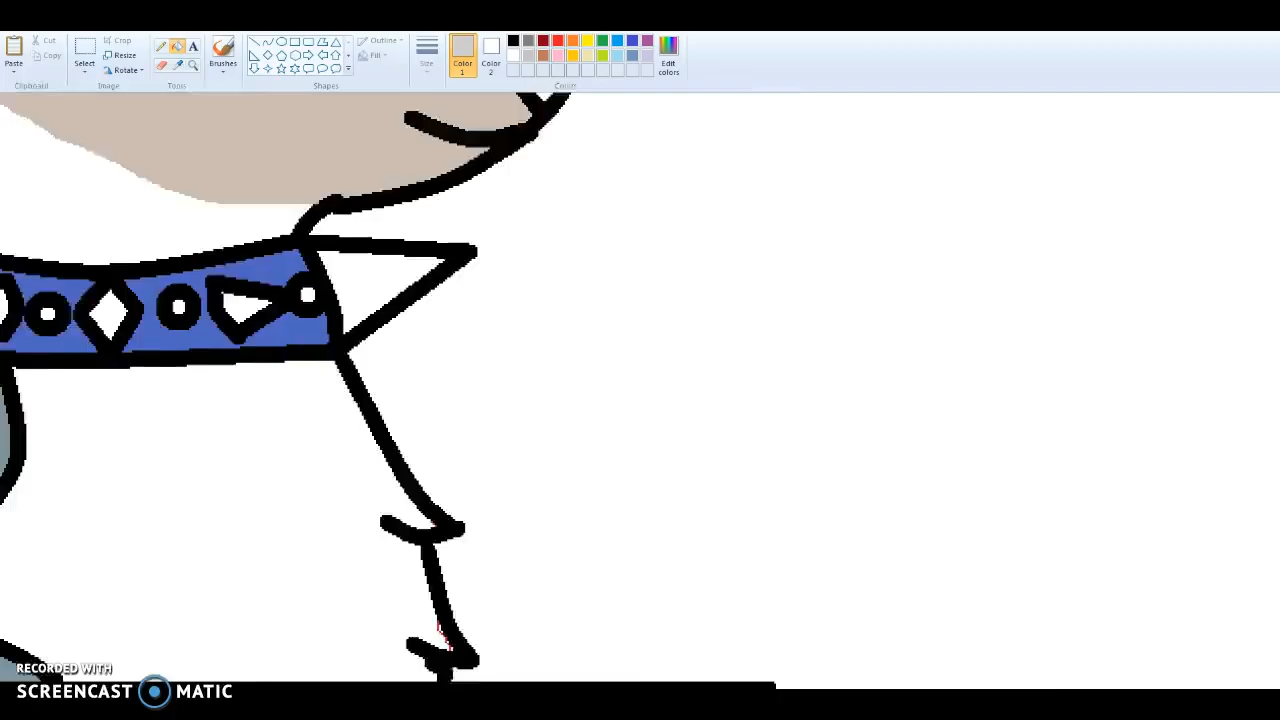 Paste
Cut
Copy
Clipboard
Select
Crop
Resize
Rotate
Image
A
Tools
Brushes
Shapes
Outline
Fill
Size
Color
1
Color
2
Edit
colors
Colors
RECORDED WITH
SCREENCAST MATIC